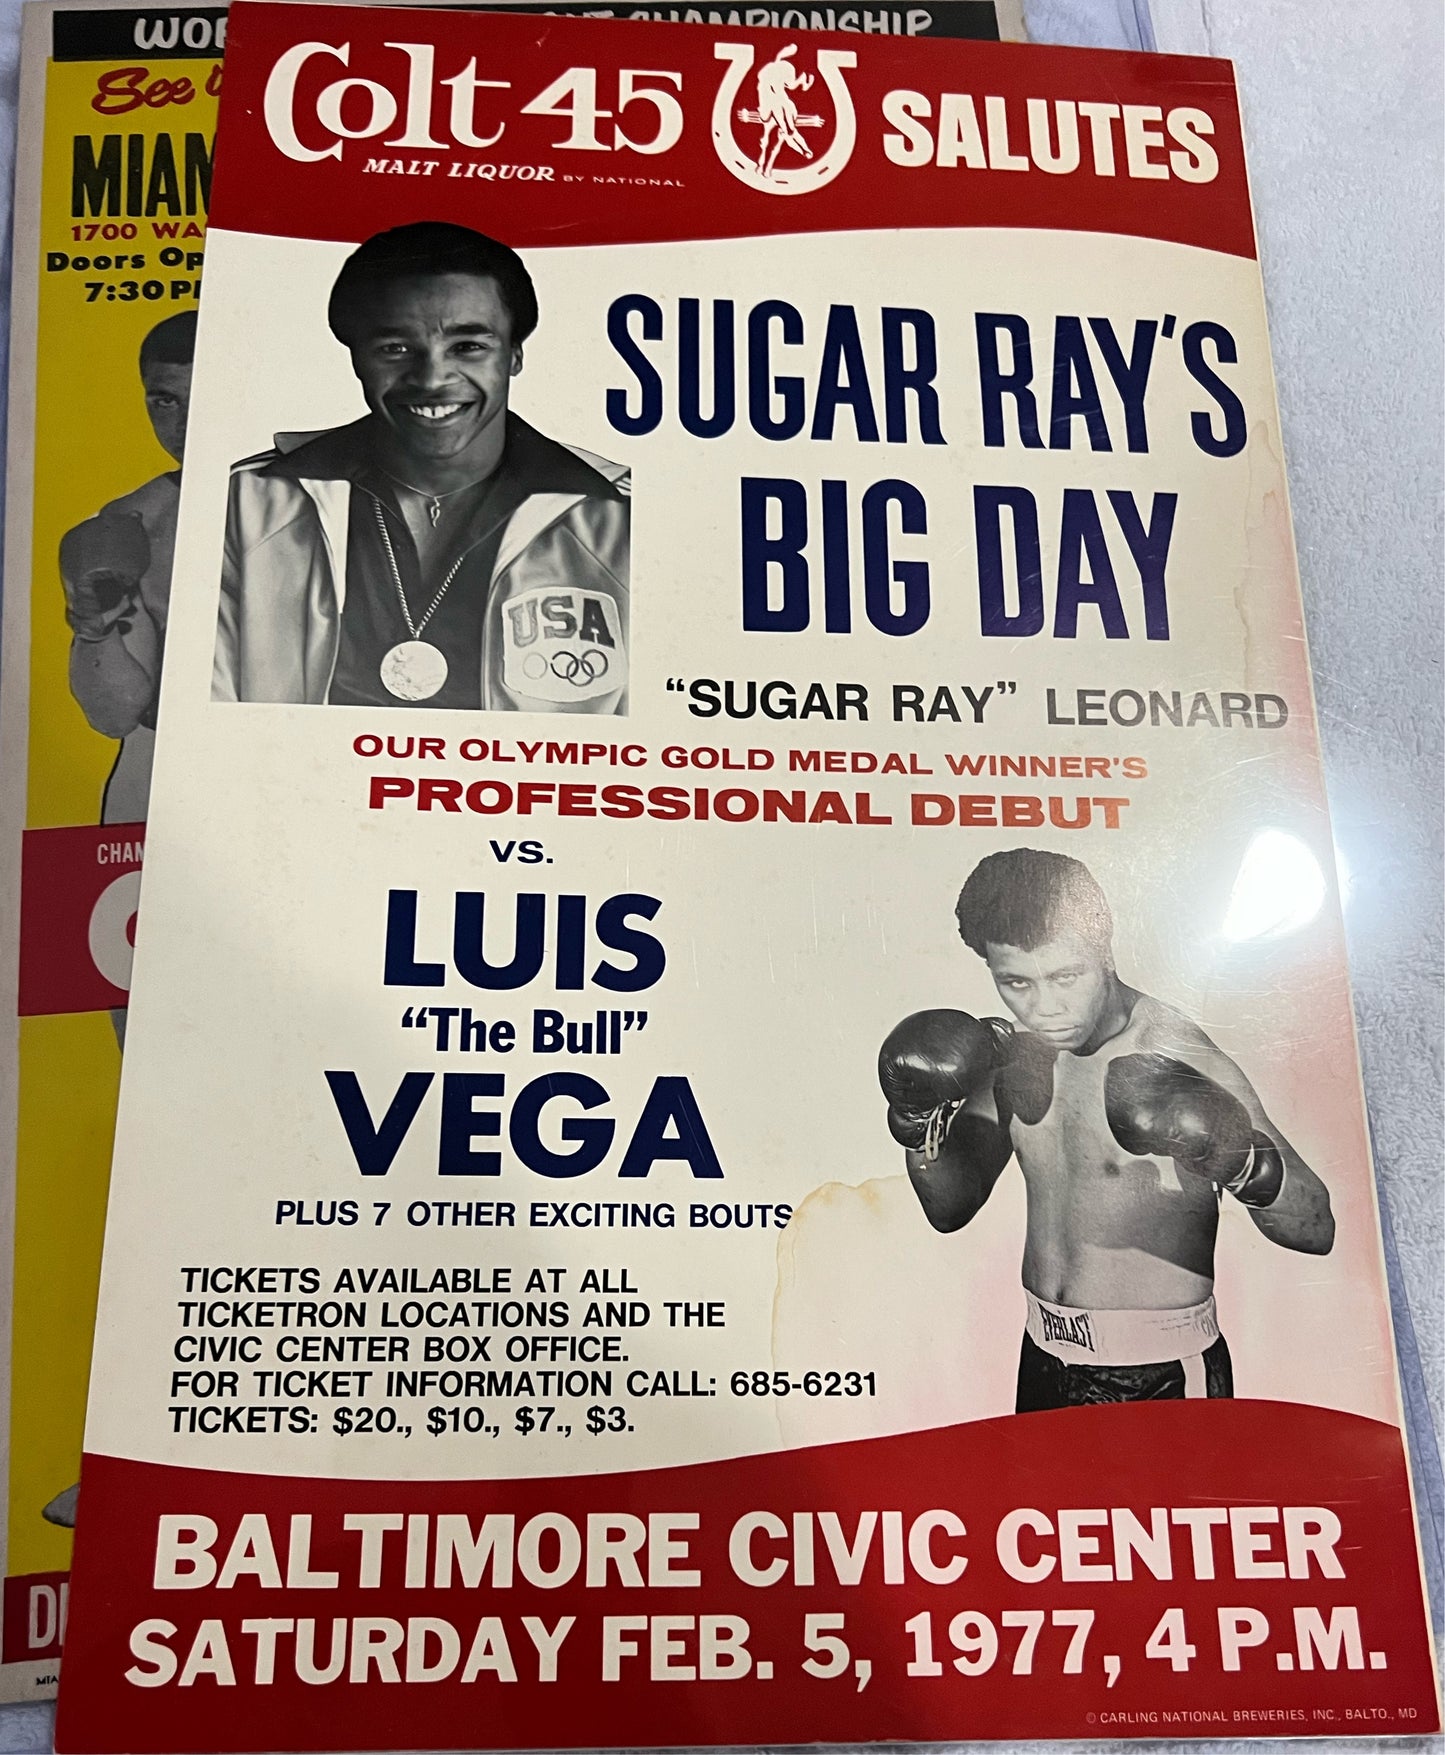 Colt 45
MALT LIQUOR BY NATIONAL
SALUTES
SUGAR RAY'S
BIG DAY
USA
"SUGAR RAY" LEONARD
OUR OLYMPIC GOLD MEDAL WINNER'S
PROFESSIONAL DEBUT
VS.
LUIS
"The Bull"
VEGA
PLUS 7 OTHER EXCITING BOUTS
EVERLAST
TICKETS AVAILABLE AT ALL
TICKETRON LOCATIONS AND THE
CIVIC CENTER BOX OFFICE.
FOR TICKET INFORMATION CALL: 685-6231
TICKETS: $20., $10., $7., $3.
BALTIMORE CIVIC CENTER
SATURDAY FEB. 5, 1977, 4 P.M.
© CARLING NATIONAL BREWERIES, INC., BALTO., MD
CHAMPIONSHIP
See
1700
Doors
7:30